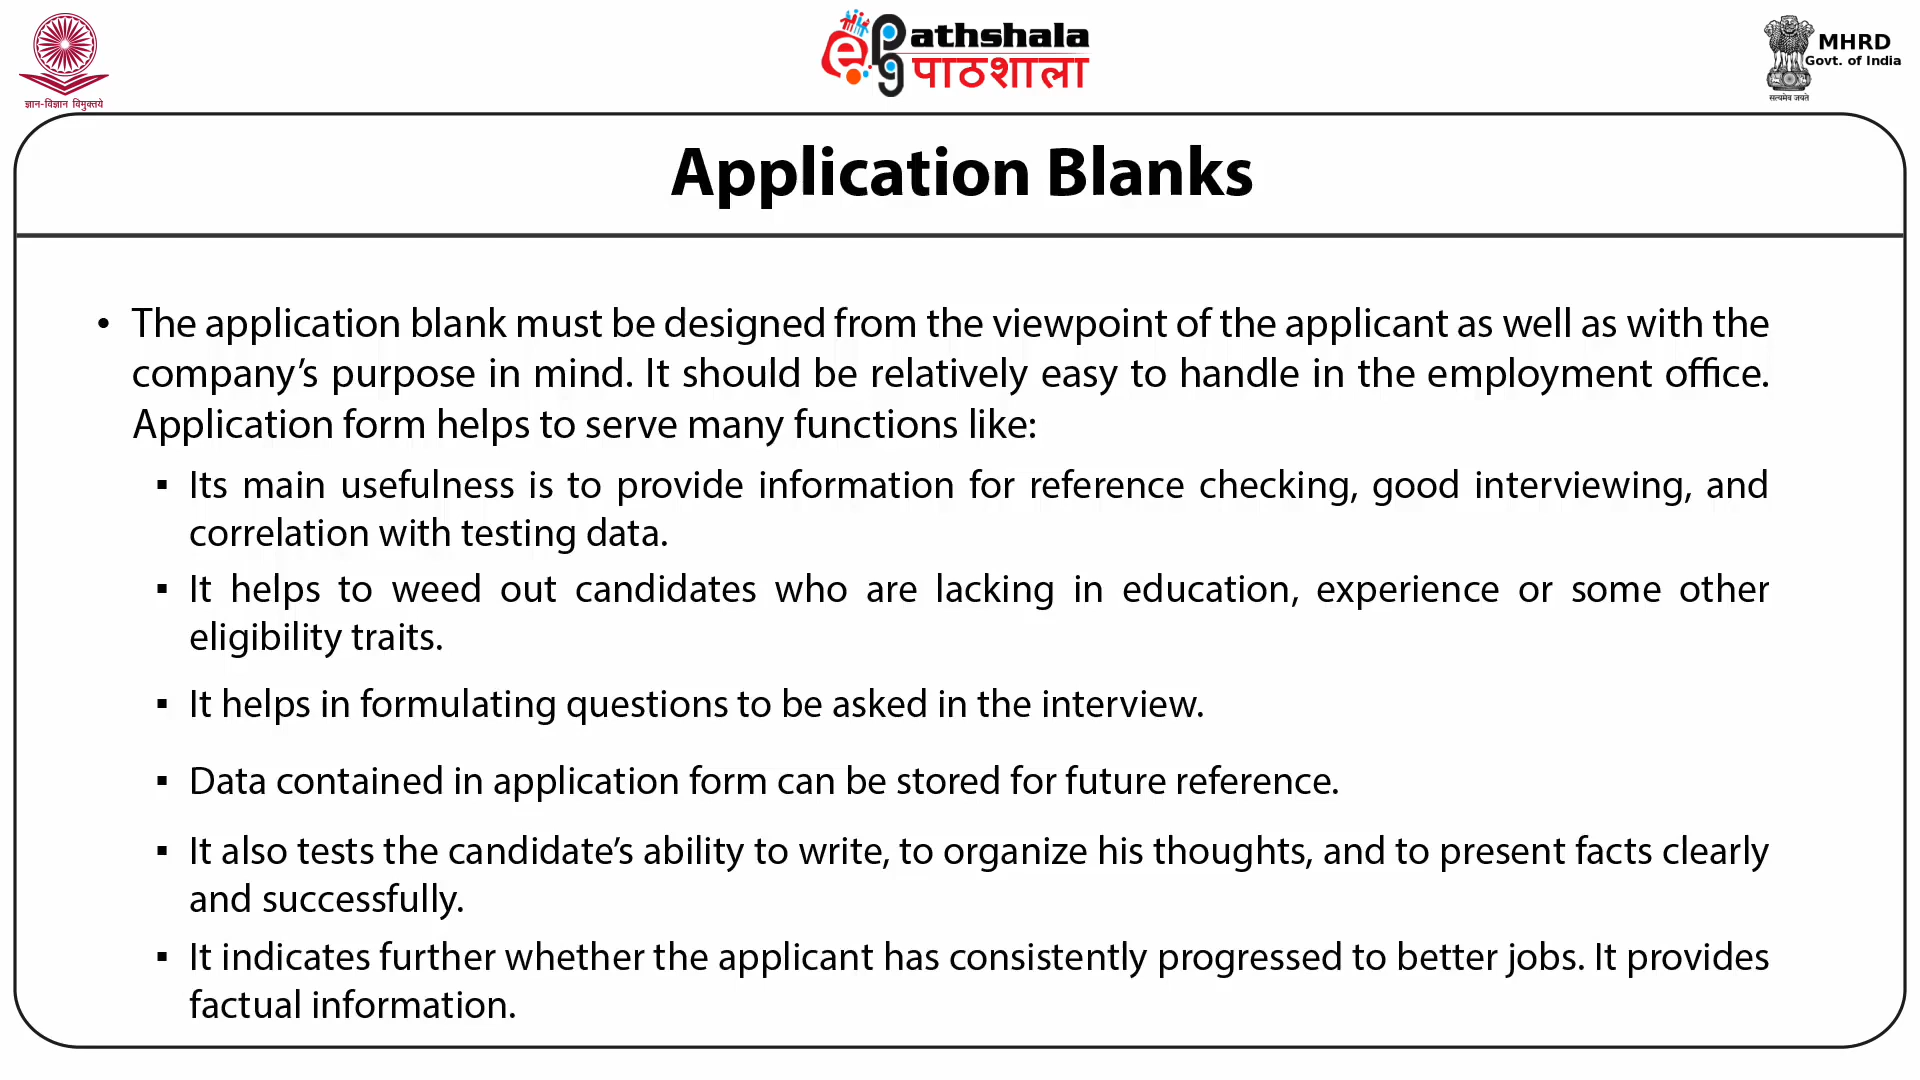 ज्ञान-विज्ञान विमुक्तये
ePathshala
पाठशाला
MHRD
Govt. of India
सत्यमेव जयते
Application Blanks
• The application blank must be designed from the viewpoint of the applicant as well as with the
company’s purpose in mind. It should be relatively easy to handle in the employment office.
Application form helps to serve many functions like:
▪ Its main usefulness is to provide information for reference checking, good interviewing, and
correlation with testing data.
▪ It helps to weed out candidates who are lacking in education, experience or some other
eligibility traits.
▪ It helps in formulating questions to be asked in the interview.
▪ Data contained in application form can be stored for future reference.
▪ It also tests the candidate’s ability to write, to organize his thoughts, and to present facts clearly
and successfully.
▪ It indicates further whether the applicant has consistently progressed to better jobs. It provides
factual information.